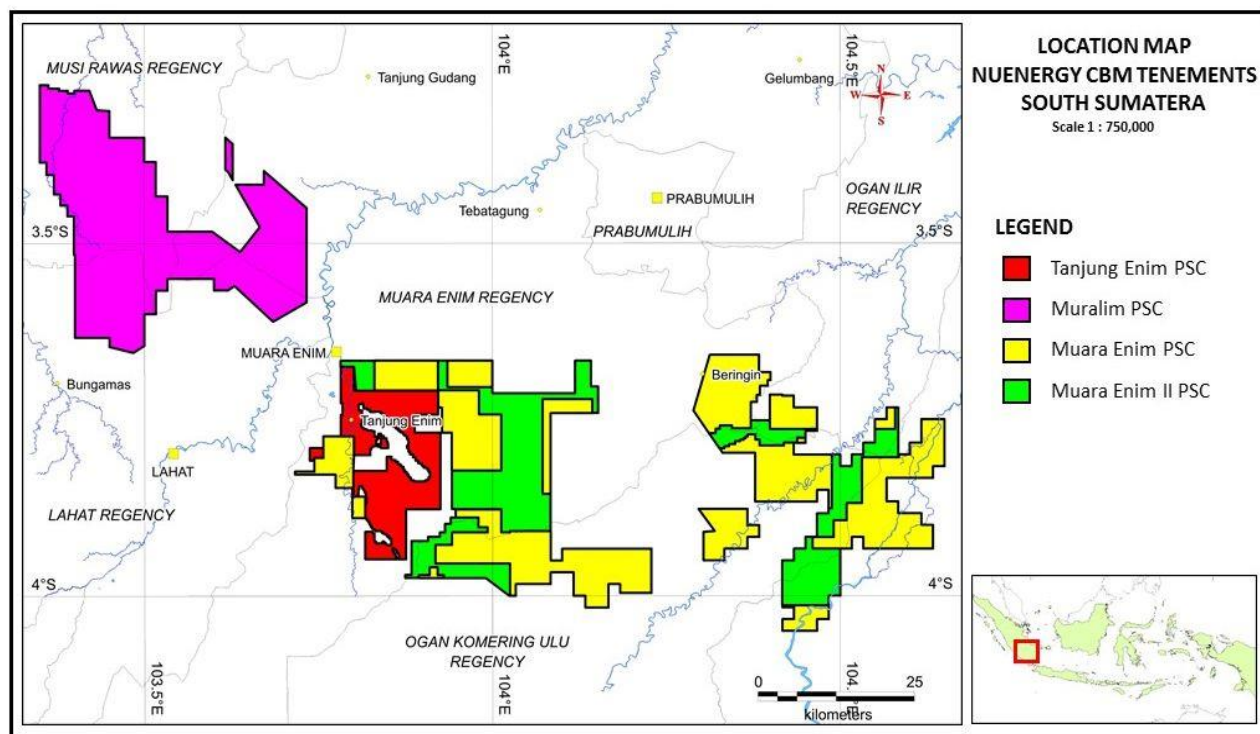 LOCATION MAP
NUENERGY CBM TENEMENTS
SOUTH SUMATERA
Scale 1 : 750,000
LEGEND
Tanjung Enim PSC
Muralim PSC
Muara Enim PSC
Muara Enim II PSC
104°E
104.5°E
MUSI RAWAS REGENCY
Tanjung Gudang
Gelumbang
N
W
E
S
OGAN ILIR
REGENCY
PRABUMULIH
Tebatagung
PRABUMULIH
3.5°S
3.5°S
MUARA ENIM REGENCY
MUARA ENIM
Bungamas
Beringin
Tanjung Enim
LAHAT
LAHAT REGENCY
4°S
4°S
OGAN KOMERING ULU
REGENCY
103.5°E
104°E
104.5°E
0
25
kilometers